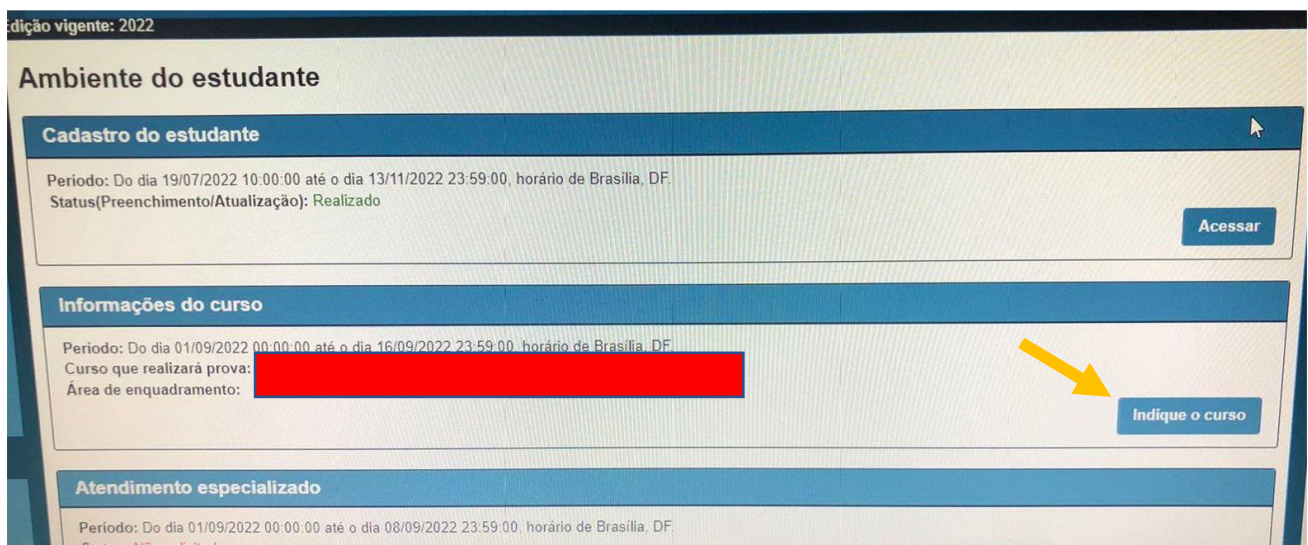 Edição vigente: 2022
Ambiente do estudante
Cadastro do estudante
Periodo: Do dia 19/07/2022 10:00:00 até o dia 13/11/2022 23:59:00, horário de Brasília, DF.
Status(Preenchimento/Atualização): Realizado
Acessar
Informações do curso
Periodo: Do dia 01/09/2022 00:00:00 até o dia 16/09/2022 23:59:00, horário de Brasília, DF.
Curso que realizará prova:
Área de enquadramento:
Indique o curso
Atendimento especializado
Periodo: Do dia 01/09/2022 00:00:00 até o dia 08/09/2022 23:59:00, horário de Brasília, DF.